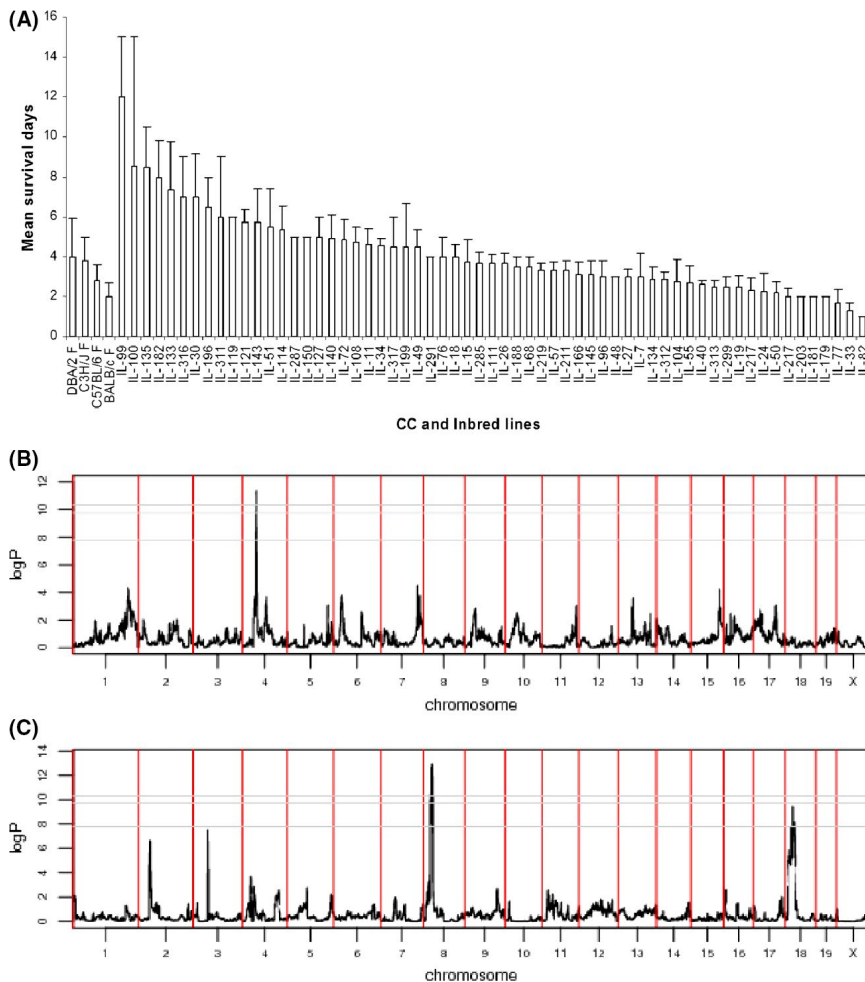 (A)
Mean survival days
16
14
12
10
8
6
4
2
0
DBA/2 F
C3H/J F
C57BL/6 F
BALB/c F
IL-99
IL-100
IL-135
IL-182
IL-133
IL-316
IL-30
IL-196
IL-311
IL-119
IL-121
IL-143
IL-51
IL-114
IL-287
IL-150
IL-127
IL-140
IL-72
IL-108
IL-11
IL-34
IL-317
IL-199
IL-49
IL-291
IL-76
IL-18
IL-15
IL-285
IL-111
IL-26
IL-188
IL-68
IL-219
IL-57
IL-211
IL-166
IL-145
IL-96
IL-48
IL-27
IL-7
IL-134
IL-312
IL-104
IL-55
IL-40
IL-313
IL-299
IL-19
IL-217
IL-24
IL-50
IL-217
IL-203
IL-181
IL-179
IL-77
IL-33
IL-82
CC and Inbred lines
(B)
logP
12
10
8
6
4
2
0
1 2 3 4 5 6 7 8 9 10 11 12 13 14 15 16 17 18 19 X
chromosome
(C)
logP
14
12
10
8
6
4
2
0
1 2 3 4 5 6 7 8 9 10 11 12 13 14 15 16 17 18 19 X
chromosome